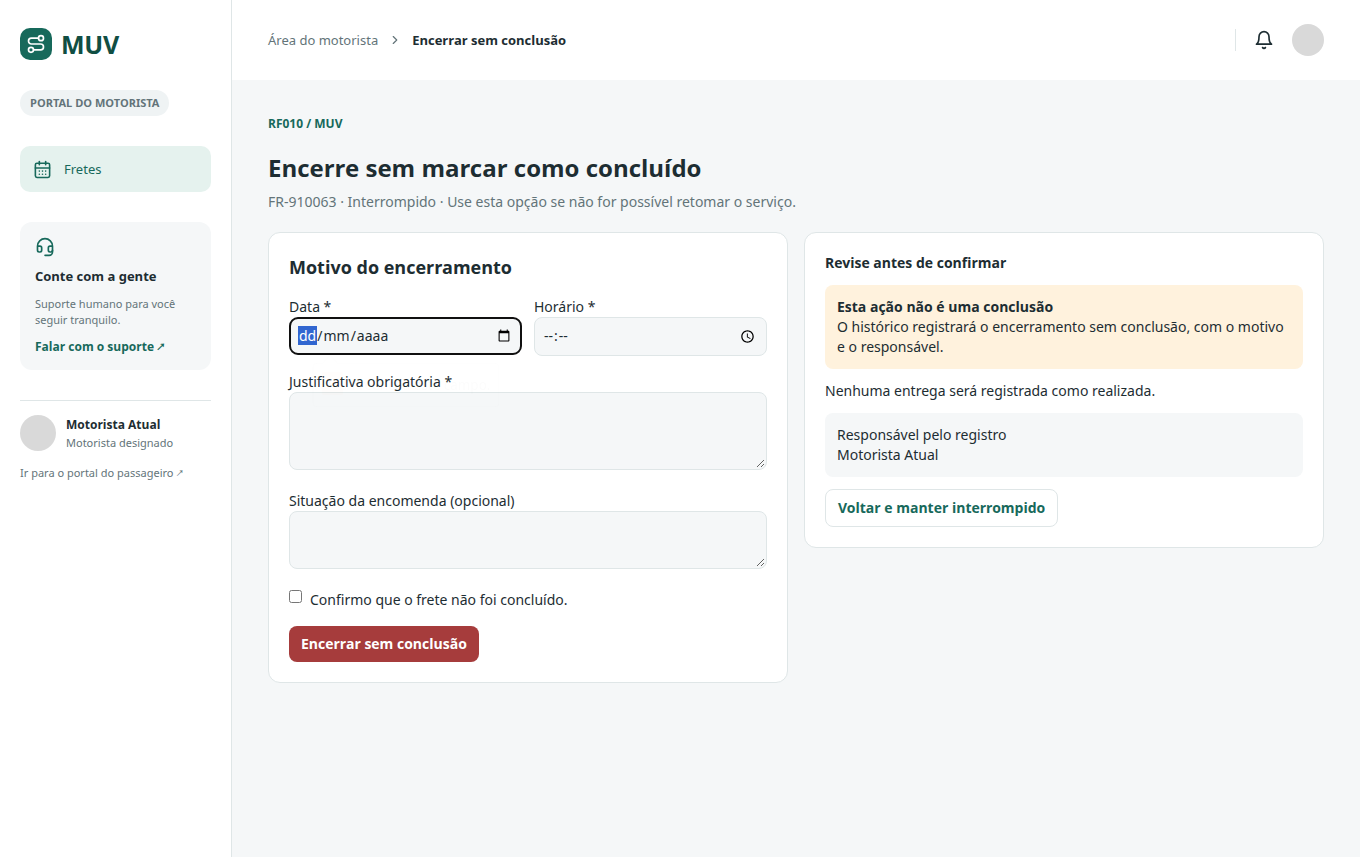 MUV
PORTAL DO MOTORISTA
Fretes
Conte com a gente
Suporte humano para você
seguir tranquilo.
Falar com o suporte ↗
Motorista Atual
Motorista designado
Ir para o portal do passageiro ↗
Área do motorista
Encerrar sem conclusão
RF010 / MUV
Encerre sem marcar como concluído
FR-910063 · Interrompido · Use esta opção se não for possível retomar o serviço.
Motivo do encerramento
Data *
Horário *
dd/mm/aaaa
--:--
Justificativa obrigatória *
Situação da encomenda (opcional)
Confirmo que o frete não foi concluído.
Encerrar sem conclusão
Revise antes de confirmar
Esta ação não é uma conclusão
O histórico registrará o encerramento sem conclusão, com o motivo
e o responsável.
Nenhuma entrega será registrada como realizada.
Responsável pelo registro
Motorista Atual
Voltar e manter interrompido